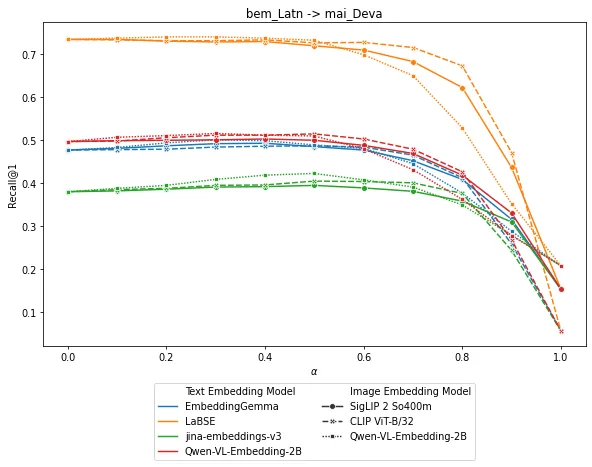 bem_Latn -> mai_Deva
Recall@1
0.7
0.6
0.5
0.4
0.3
0.2
0.1
0.0 0.2 0.4 0.6 0.8 1.0
α
Text Embedding Model Image Embedding Model
EmbeddingGemma SigLIP 2 So400m
LaBSE CLIP ViT-B/32
jina-embeddings-v3 Qwen-VL-Embedding-2B
Qwen-VL-Embedding-2B